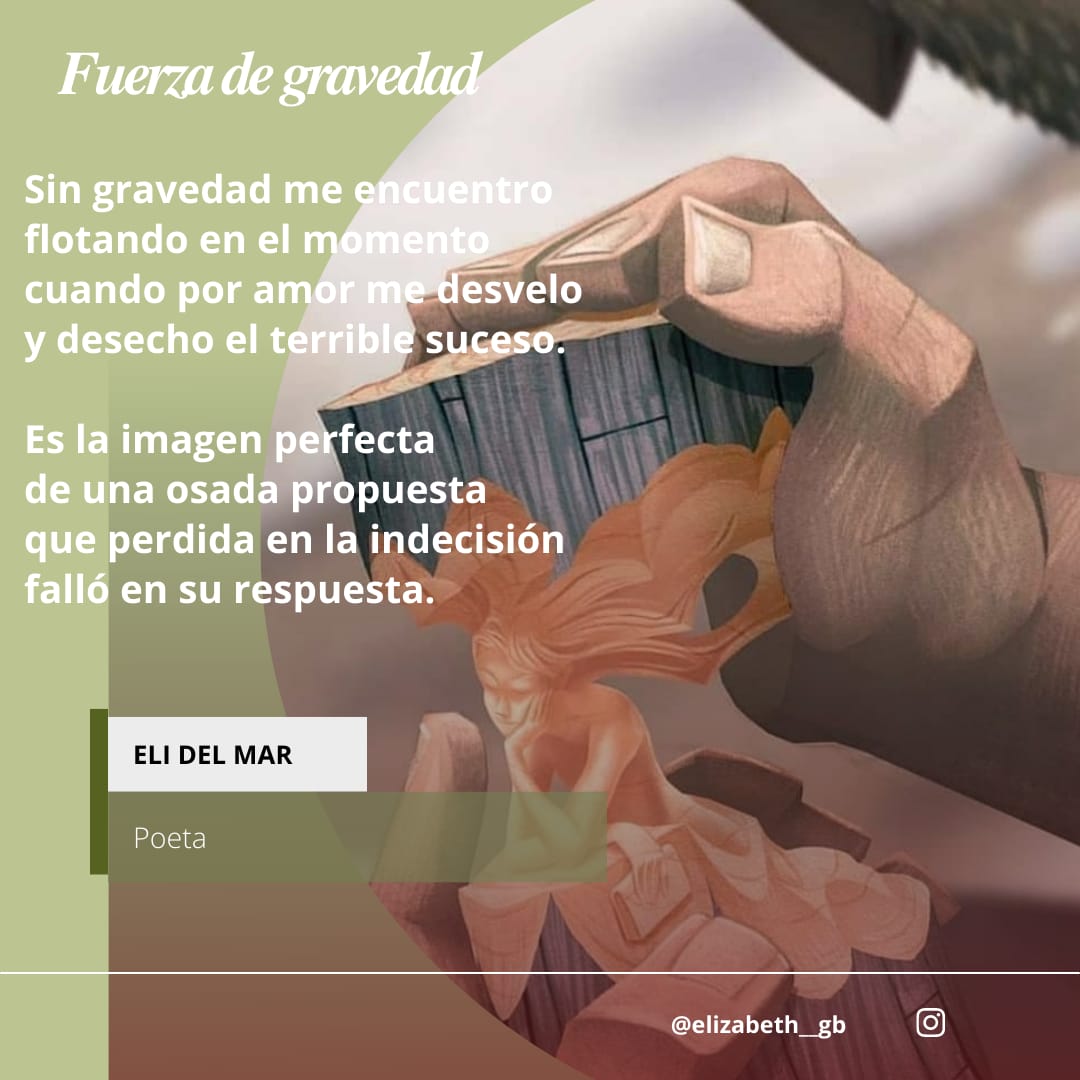 Fuerza de gravedad
Sin gravedad me encuentro
flotando en el momento
cuando por amor me desvelo
y desecho el terrible suceso.
Es la imagen perfecta
de una osada propuesta
que perdida en la indecisión
falló en su respuesta.
ELI DEL MAR
Poeta
@elizabeth__gb